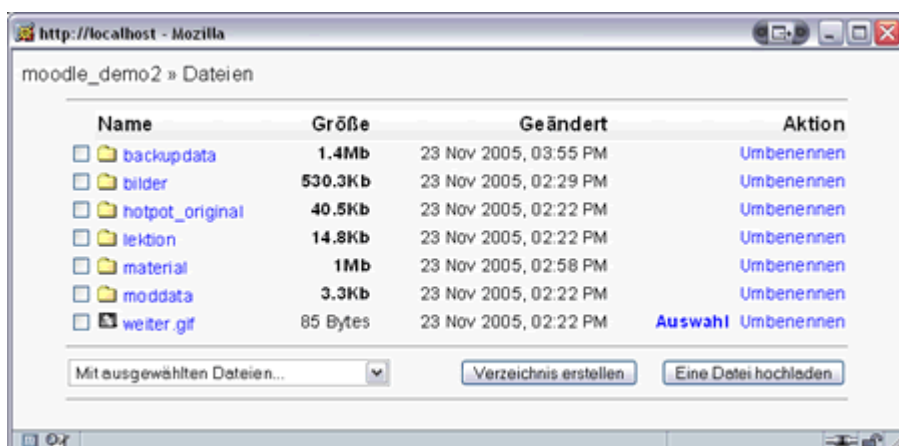 http://localhost - Mozilla
moodle_demo2 » Dateien
Name Größe Geändert Aktion
backupdata 1.4Mb 23 Nov 2005, 03:55 PM Umbenennen
bilder 530.3Kb 23 Nov 2005, 02:29 PM Umbenennen
hotpot_original 40.5Kb 23 Nov 2005, 02:22 PM Umbenennen
lektion 14.8Kb 23 Nov 2005, 02:22 PM Umbenennen
material 1Mb 23 Nov 2005, 02:58 PM Umbenennen
moddata 3.3Kb 23 Nov 2005, 02:22 PM Umbenennen
weiter.gif 85 Bytes 23 Nov 2005, 02:22 PM Auswahl Umbenennen
Mit ausgewählten Dateien... Verzeichnis erstellen Eine Datei hochladen